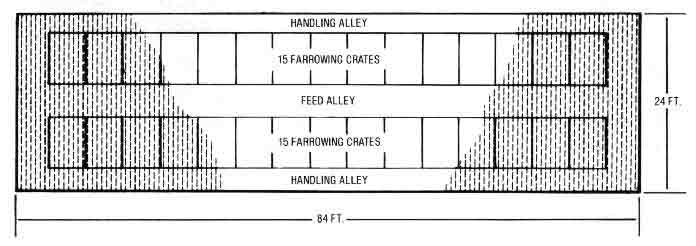 HANDLING ALLEY
15 FARROWING CRATES
FEED ALLEY
24 FT.
15 FARROWING CRATES
HANDLING ALLEY
84 FT.